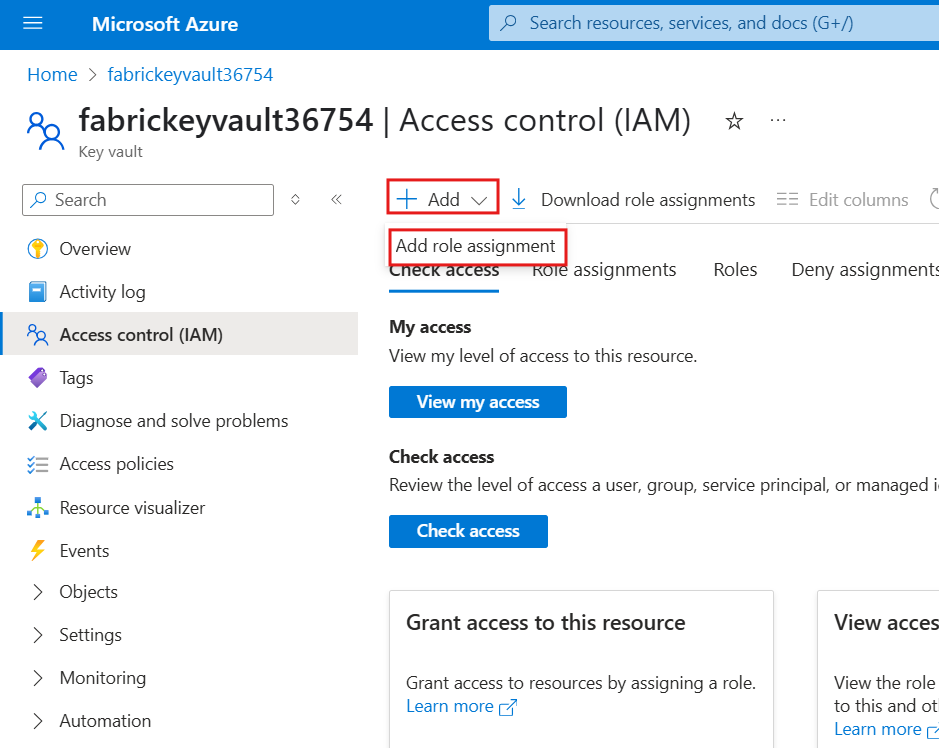 Microsoft Azure
Search resources, services, and docs (G+/)
Home > fabrickeyvault36754
fabrickeyvault36754 | Access control (IAM)
Key vault
Search
Add
Download role assignments
Edit columns
Add role assignment
Check access
Role assignments
Roles
Deny assignments
Overview
Activity log
Access control (IAM)
Tags
Diagnose and solve problems
Access policies
Resource visualizer
Events
Objects
Settings
Monitoring
Automation
My access
View my level of access to this resource.
View my access
Check access
Review the level of access a user, group, service principal, or managed i
Check access
Grant access to this resource
Grant access to resources by assigning a role.
Learn more
View acces
View the role
to this and ot
Learn more